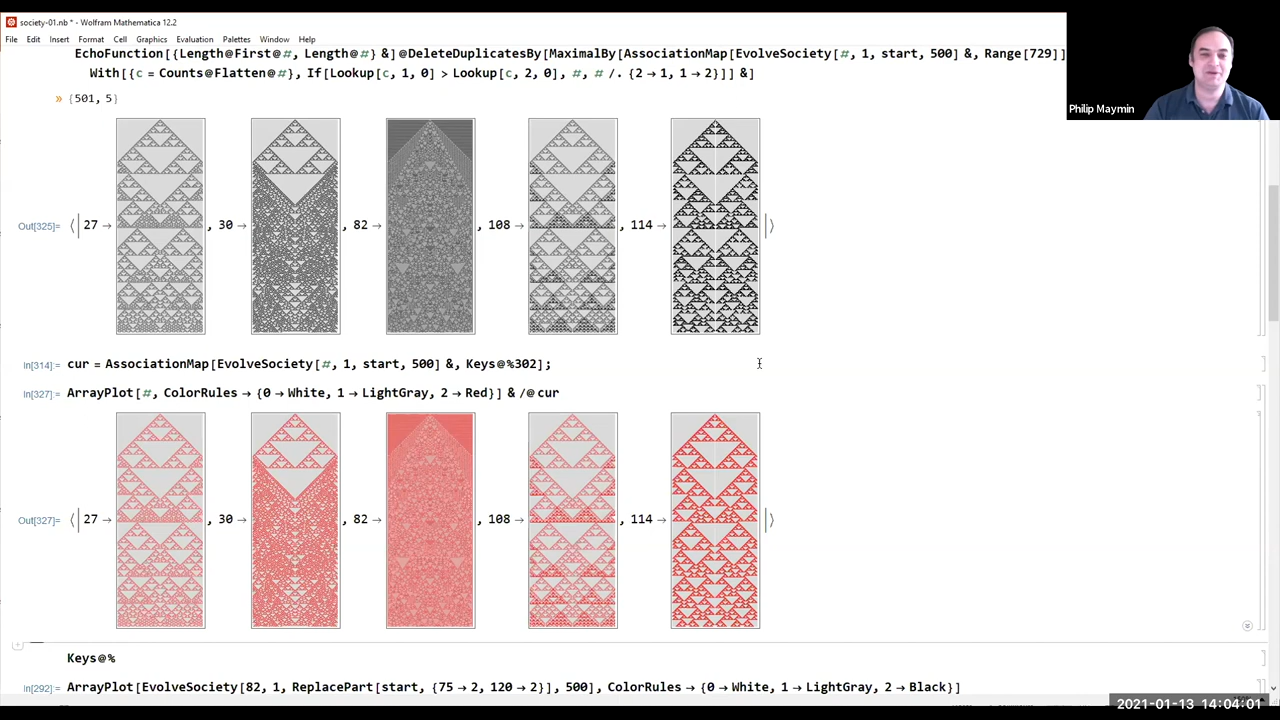 society-01.nb * - Wolfram Mathematica 12.2
File Edit Insert Format Cell Graphics Evaluation Palettes Window Help
EchoFunction[{Length@First@#, Length@#} &]@DeleteDuplicatesBy[MaximalBy[AssociationMap[EvolveSociety[#, 1, start, 500] &, Range[729]]
With[{c = Counts@Flatten@#}, If[Lookup[c, 1, 0] > Lookup[c, 2, 0], #, # /. {2 → 1, 1 → 2}]] &]
Philip Maymin
» {501, 5}
Out[325]= ⟨| 27 → , 30 → , 82 → , 108 → , 114 → |⟩
In[314]:= cur = AssociationMap[EvolveSociety[#, 1, start, 500] &, Keys@%302];
In[327]:= ArrayPlot[#, ColorRules → {0 → White, 1 → LightGray, 2 → Red}] & /@ cur
Out[327]= ⟨| 27 → , 30 → , 82 → , 108 → , 114 → |⟩
Keys@%
In[292]:= ArrayPlot[EvolveSociety[82, 1, ReplacePart[start, {75 → 2, 120 → 2}], 500], ColorRules → {0 → White, 1 → LightGray, 2 → Black}]
2021-01-13 14:04:01